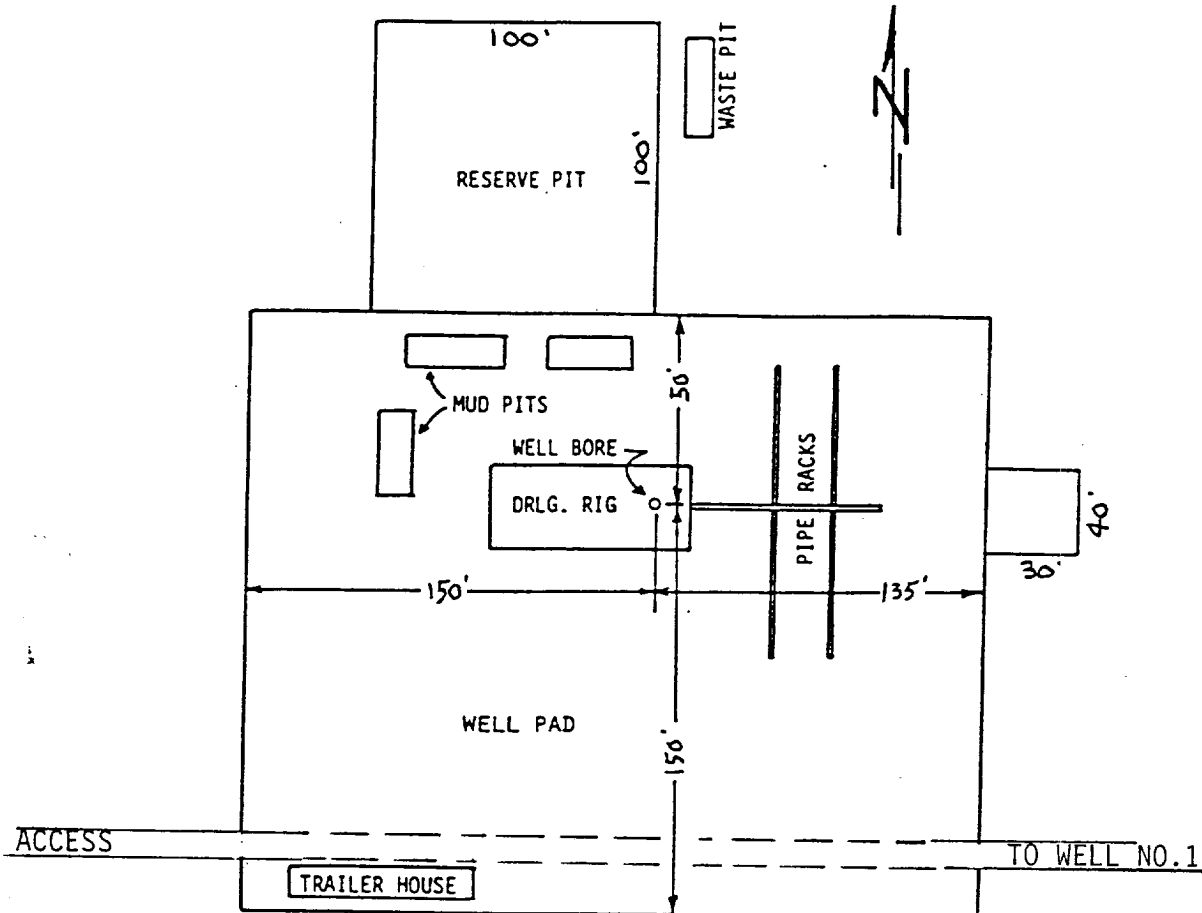 100'
WASTE PIT
N
100'
RESERVE PIT
50'
MUD PITS
WELL BORE
DRLG. RIG
PIPE RACKS
40'
30'
150'
135'
WELL PAD
150'
ACCESS
TO WELL NO.1
TRAILER HOUSE